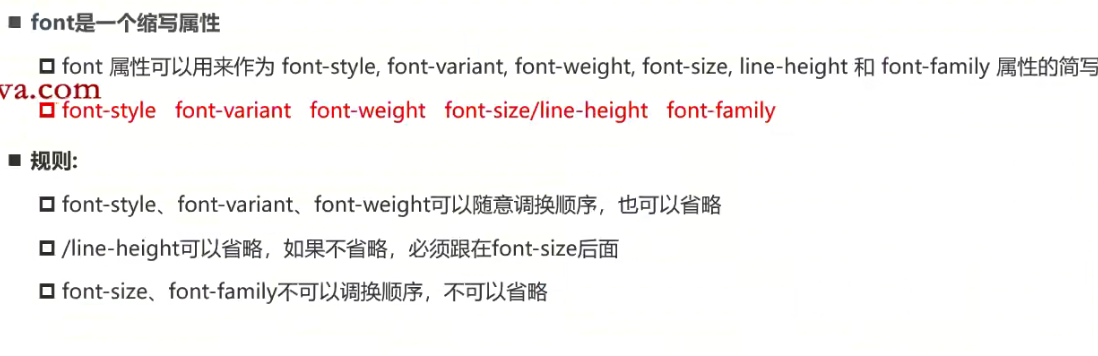 font是一个缩写属性
font 属性可以用来作为 font-style, font-variant, font-weight, font-size, line-height 和 font-family 属性的简写
va.com
font-style font-variant font-weight font-size/line-height font-family
规则:
font-style、font-variant、font-weight可以随意调换顺序，也可以省略
/line-height可以省略，如果不省略，必须跟在font-size后面
font-size、font-family不可以调换顺序，不可以省略